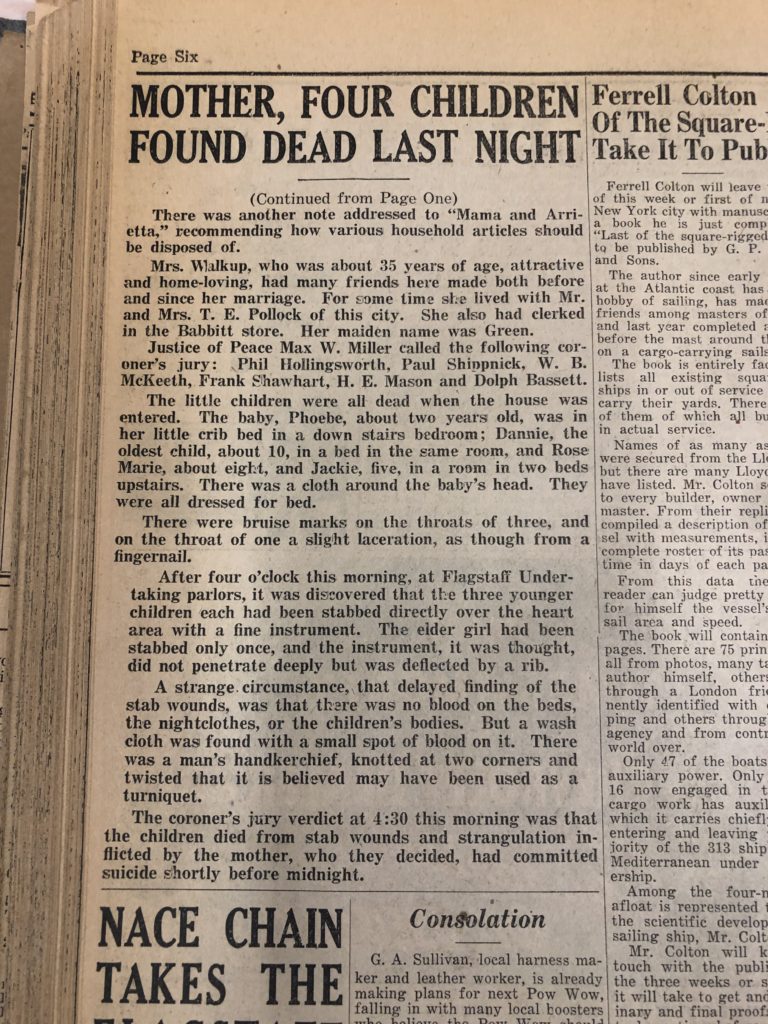 Page Six
MOTHER, FOUR CHILDREN
FOUND DEAD LAST NIGHT
(Continued from Page One)
There was another note addressed to "Mama and Arri-
etta," recommending how various household articles should
be disposed of.
Mrs. Walkup, who was about 35 years of age, attractive
and home-loving, had many friends here made both before
and since her marriage. For some time she lived with Mr.
and Mrs. T. E. Pollock of this city. She also had clerked
in the Babbitt store. Her maiden name was Green.
Justice of Peace Max W. Miller called the following cor-
oner's jury: Phil Hollingsworth, Paul Shippnick, W. B.
McKeeth, Frank Shawhart, H. E. Mason and Dolph Bassett.
The little children were all dead when the house was
entered. The baby, Phoebe, about two years old, was in
her little crib bed in a down stairs bedroom; Dannie, the
oldest child, about 10, in a bed in the same room, and Rose
Marie, about eight, and Jackie, five, in a room in two beds
upstairs. There was a cloth around the baby's head. They
were all dressed for bed.
There were bruise marks on the throats of three, and
on the throat of one a slight laceration, as though from a
fingernail.
After four o'clock this morning, at Flagstaff Under-
taking parlors, it was discovered that the three younger
children each had been stabbed directly over the heart
area with a fine instrument. The elder girl had been
stabbed only once, and the instrument, it was thought,
did not penetrate deeply but was deflected by a rib.
A strange circumstance, that delayed finding of the
stab wounds, was that there was no blood on the beds,
the nightclothes, or the children's bodies. But a wash
cloth was found with a small spot of blood on it. There
was a man's handkerchief, knotted at two corners and
twisted that it is believed may have been used as a
turniquet.
The coroner's jury verdict at 4:30 this morning was that
the children died from stab wounds and strangulation in-
flicted by the mother, who they decided, had committed
suicide shortly before midnight.
NACE CHAIN
TAKES THE
Consolation
G. A. Sullivan, local harness ma-
ker and leather worker, is already
making plans for next Pow Wow,
falling in with many local boosters
who believe the Pow Wow should
Ferrell Colton
Of The Square-
Take It To Pub
Ferrell Colton will leave
of this week or first of n
New York city with manusc
a book he is just comp
"Last of the square-rigged
to be published by G. P.
and Sons.
The author since early
at the Atlantic coast has
hobby of sailing, has mad
friends among masters of
and last year completed a
before the mast around th
on a cargo-carrying sails
The book is entirely fac
lists all existing squa
ships in or out of service
carry their yards. There
of them of which all bu
in actual service.
Names of as many as
were secured from the Llo
but there are many Lloyd
have listed. Mr. Colton s
to every builder, owner
master. From their repli
compiled a description of
sel with measurements, i
complete roster of its pas
time in days of each pa
From this data the
reader can judge pretty
for himself the vessel's
sail area and speed.
The book will contain
pages. There are 75 prin
all from photos, many ta
author himself, others
through a London frie
nently identified with
ping and others throug
agency and from contr
world over.
Only 47 of the boats
auxiliary power. Only
16 now engaged in t
cargo work has auxil
which it carries chiefly
entering and leaving
jority of the 313 ship
Mediterranean under
ership.
Among the four-m
afloat is represented t
the scientific develop
sailing ship, Mr. Colt
Mr. Colton will k
touch with the publi
the three weeks or s
it will take to get and
inary and final proofs